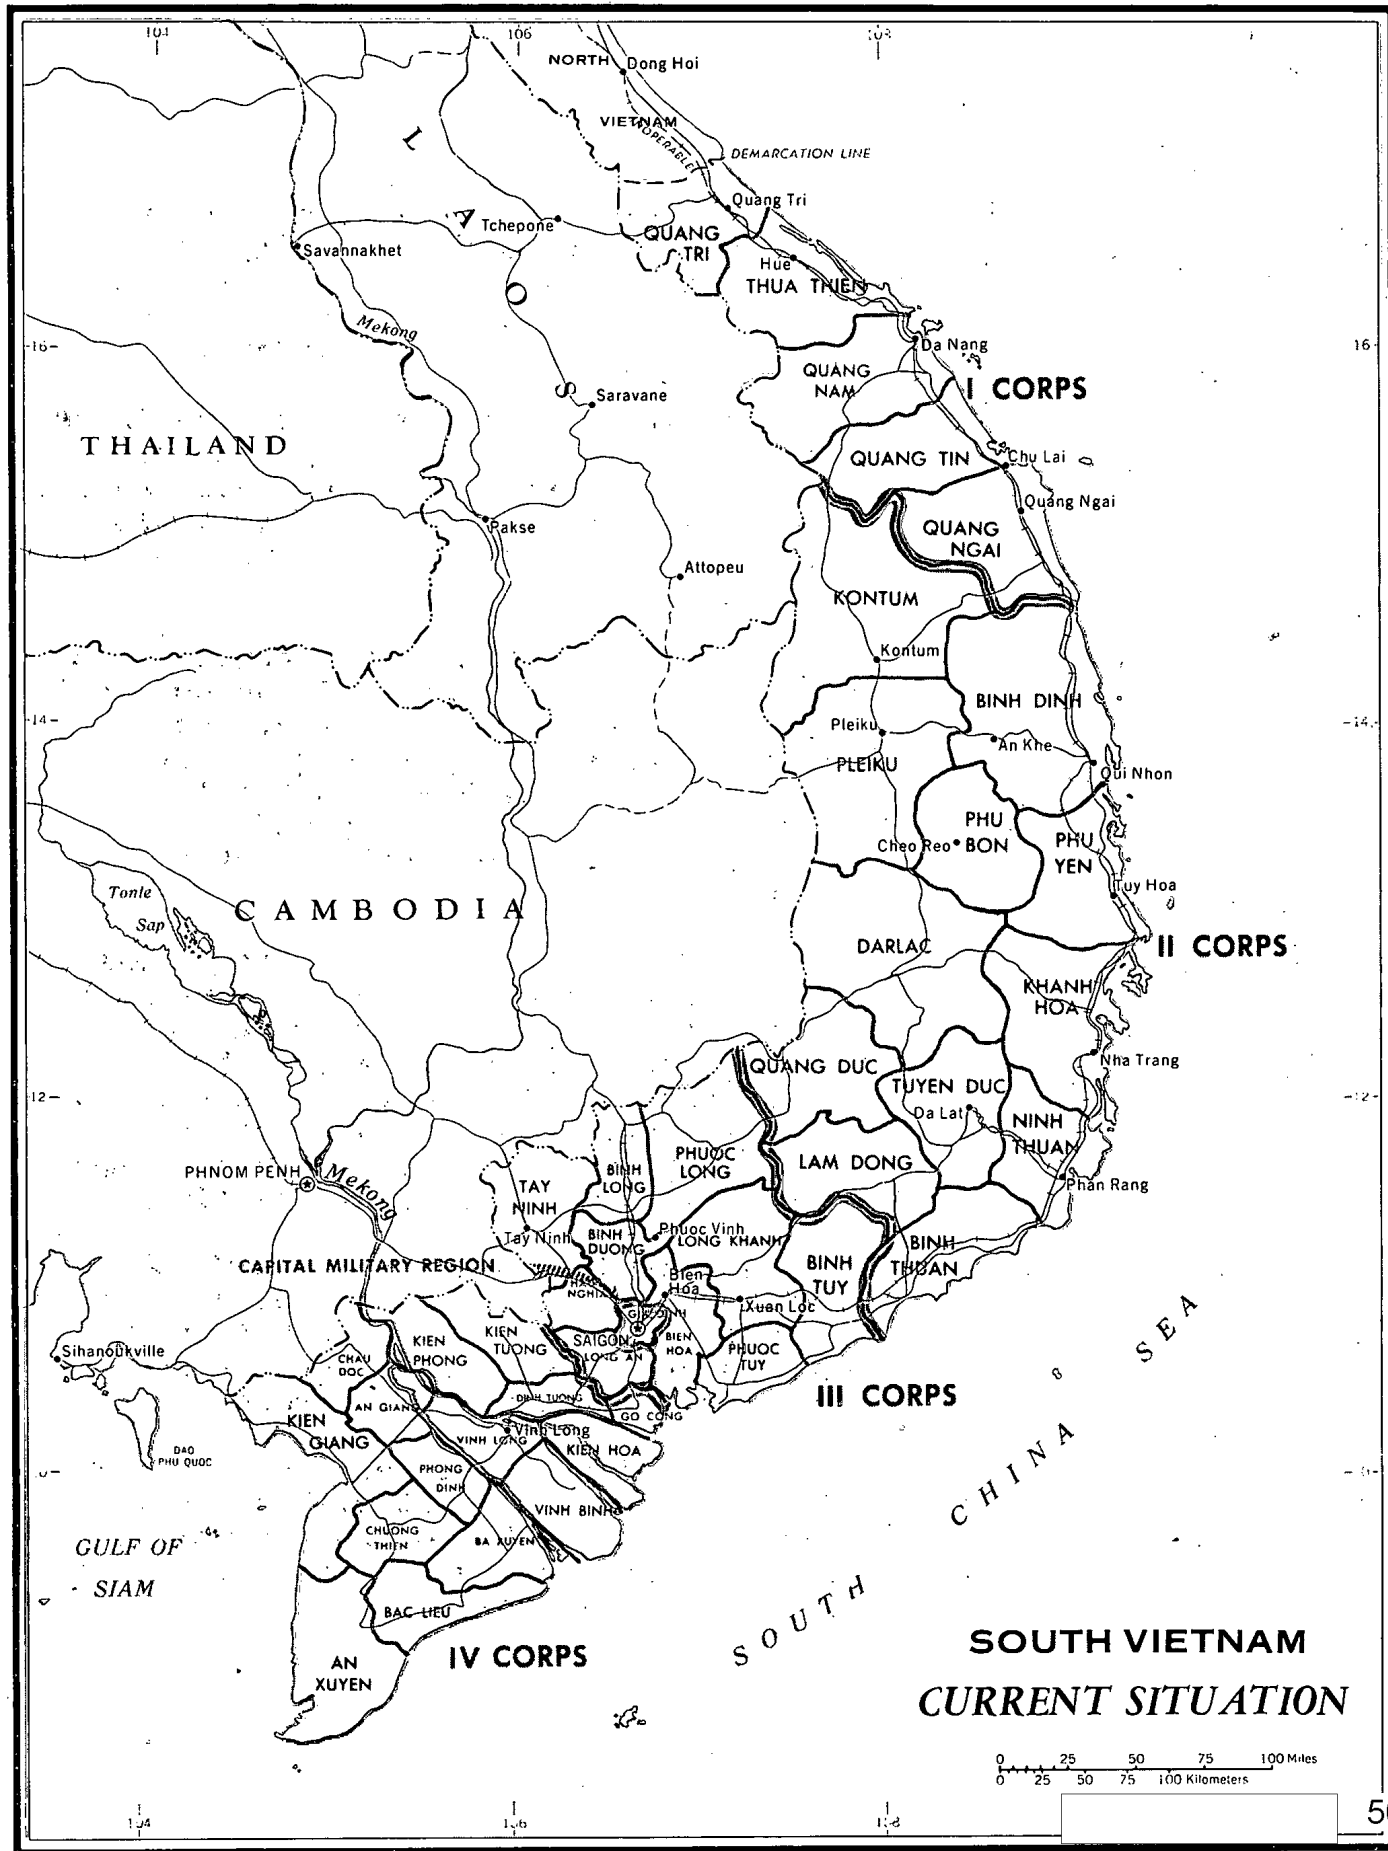 104
106
108
NORTH
Dong Hoi
VIETNAM
OPERABLE
DEMARCATION LINE
L A O S
Tchepone
Quang Tri
QUANG
TRI
Savannakhet
Hue
THUA THIEN
Mekong
16
16
Da Nang
QUANG
NAM
I CORPS
Saravane
THAILAND
QUANG TIN
Chu Lai
Quang Ngai
Pakse
QUANG
NGAI
Attopeu
KONTUM
Kontum
BINH DINH
14
14
Pleiku
An Khe
PLEIKU
Qui Nhon
PHU
BON
Cheo Reo
PHU
YEN
Tuy Hoa
Tonle
Sap
CAMBODIA
DARLAC
II CORPS
KHANH
HOA
Nha Trang
QUANG DUC
TUYEN DUC
Da Lat
12
12
NINH
THUAN
PHUOC
LONG
BINH
LONG
LAM DONG
PHNOM PENH
Mekong
TAY
NINH
Phan Rang
Tay Ninh
BINH
DUONG
Phuoc Vinh
LONG KHANH
BINH
TUY
BINH
THUAN
CAPITAL MILITARY REGION
Bien
Hoa
Xuan Loc
Sihanoukville
KIEN
PHONG
KIEN
TUONG
SAIGON
LONG AN
BIEN
HOA
PHUOC
TUY
CHAU
DOC
SEA
III CORPS
AN GIANG
DINH TUONG
GO CONG
KIEN
GIANG
VINH LONG
Vinh Long
KIEN HOA
DAO
PHU QUOC
PHONG
DINH
CHINA
VINH BINH
CHUONG
THIEN
BA XUYEN
GULF OF
SIAM
BAC LIEU
SOUTH
AN
XUYEN
IV CORPS
SOUTH VIETNAM
CURRENT SITUATION
0 25 50 75 100 Miles
0 25 50 75 100 Kilometers
104
106
108